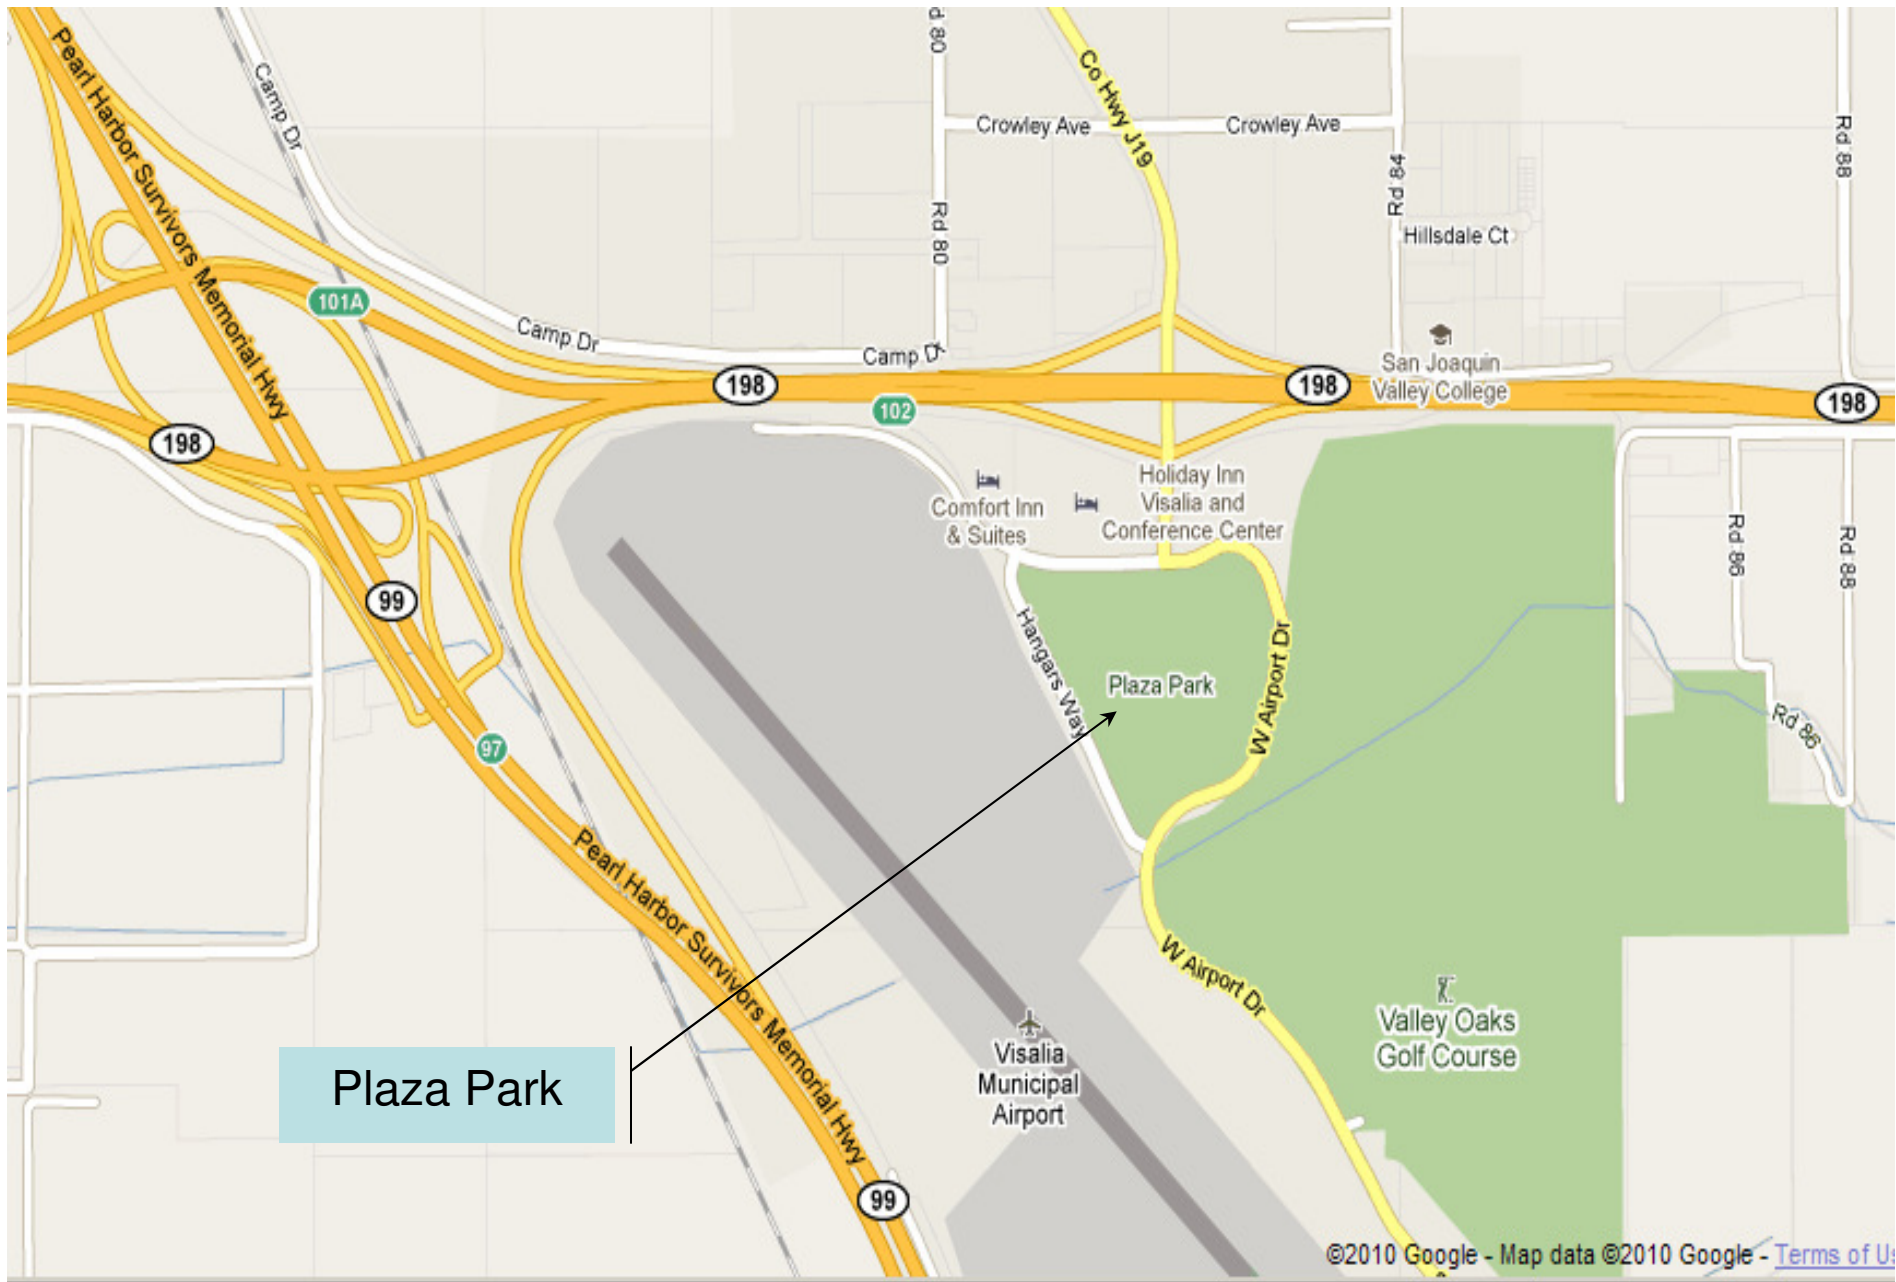 Pearl Harbor Survivors Memorial Hwy
Camp Dr
d 80
Co Hwy J19
Crowley Ave
Crowley Ave
Rd 88
Rd 84
Rd 80
Hillsdale Ct
101A
Camp Dr
Camp D
198
102
198
San Joaquin
Valley College
198
198
Comfort Inn
& Suites
Holiday Inn
Visalia and
Conference Center
Rd 86
Rd 88
99
Hangars Way
Plaza Park
W Airport Dr
Rd 86
97
Pearl Harbor Survivors Memorial Hwy
W Airport Dr
Valley Oaks
Golf Course
Visalia
Municipal
Airport
Plaza Park
99
©2010 Google - Map data ©2010 Google - Terms of Us